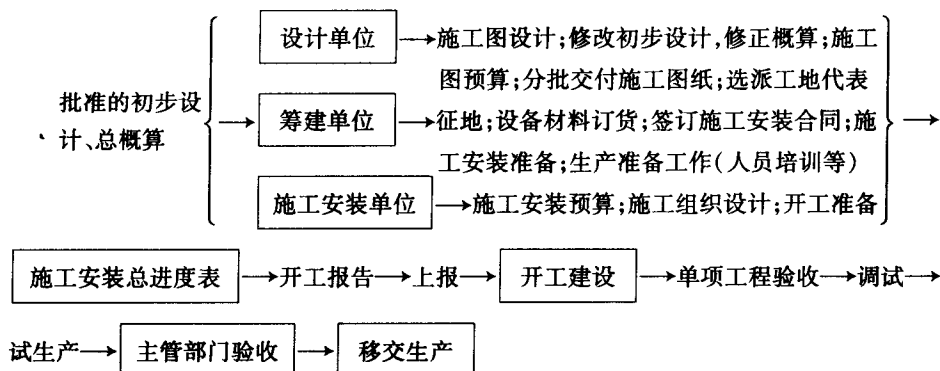 设计单位
施工图设计;修改初步设计,修正概算;施工
图预算;分批交付施工图纸;选派工地代表
批准的初步设
计、总概算
筹建单位
征地;设备材料订货;签订施工安装合同;施
工安装准备;生产准备工作(人员培训等)
施工安装单位
施工安装预算;施工组织设计;开工准备
施工安装总进度表→开工报告→上报→开工建设→单项工程验收→调试→
试生产→主管部门验收→移交生产